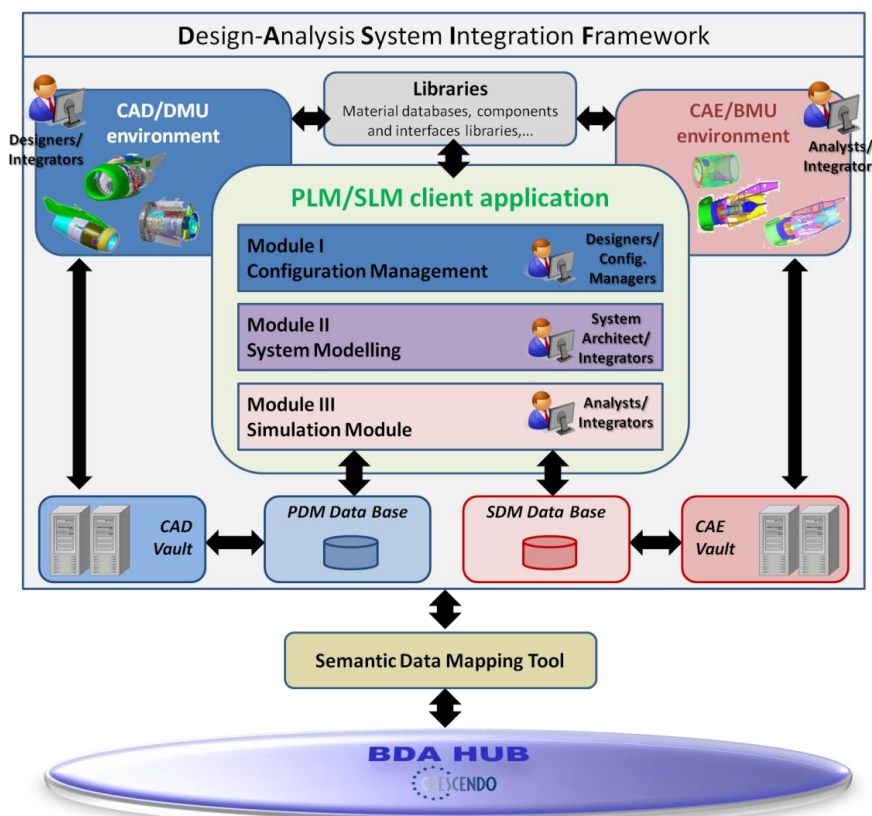 Design-Analysis System Integration Framework
Designers/
Integrators
CAD/DMU
environment
Libraries
Material databases, components
and interfaces libraries,...
CAE/BMU
environment
Analysts/
Integrator
PLM/SLM client application
Module I
Configuration Management
Designers/
Config.
Managers
Module II
System Modelling
System
Architect/
Integrators
Module III
Simulation Module
Analysts/
Integrators
CAD
Vault
PDM Data Base
SDM Data Base
CAE
Vault
Semantic Data Mapping Tool
BDA HUB
CRESCENDO